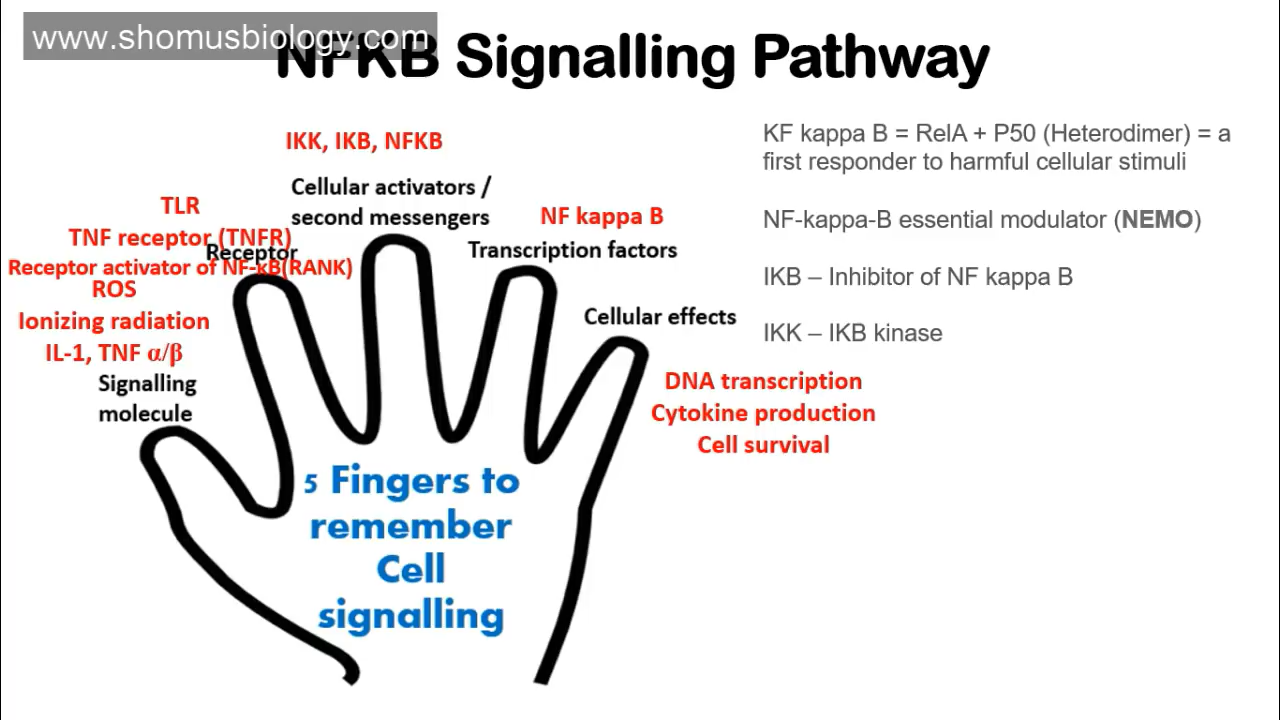 www.shomusbiology.com
NFKB Signalling Pathway
IKK, IKB, NFKB
Cellular activators /
second messengers
TLR
TNF receptor (TNFR)
Receptor
Receptor activator of NF-κB(RANK)
ROS
Ionizing radiation
IL-1, TNF α/β
Signalling
molecule
NF kappa B
Transcription factors
Cellular effects
DNA transcription
Cytokine production
Cell survival
5 Fingers to
remember
Cell
signalling
KF kappa B = RelA + P50 (Heterodimer) = a
first responder to harmful cellular stimuli
NF-kappa-B essential modulator (NEMO)
IKB – Inhibitor of NF kappa B
IKK – IKB kinase